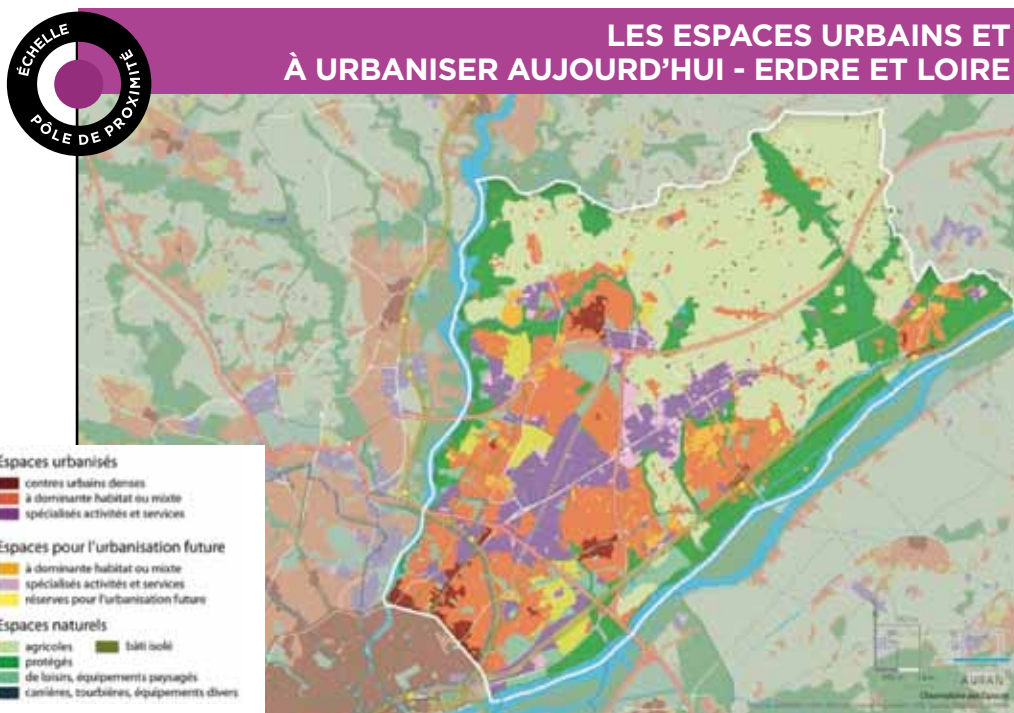 ÉCHELLE
PÔLE DE PROXIMITÉ
LES ESPACES URBAINS ET
À URBANISER AUJOURD'HUI - ERDRE ET LOIRE
Espaces urbanisés
centres urbains denses
à dominante habitat ou mixte
spécialisés activités et services
Espaces pour l'urbanisation future
à dominante habitat ou mixte
spécialisés activités et services
réserves pour l'urbanisation future
Espaces naturels
agricoles bâti isolé
protégés
de loisirs, équipements paysagés
carrières, tourbières, équipements divers
AURAN